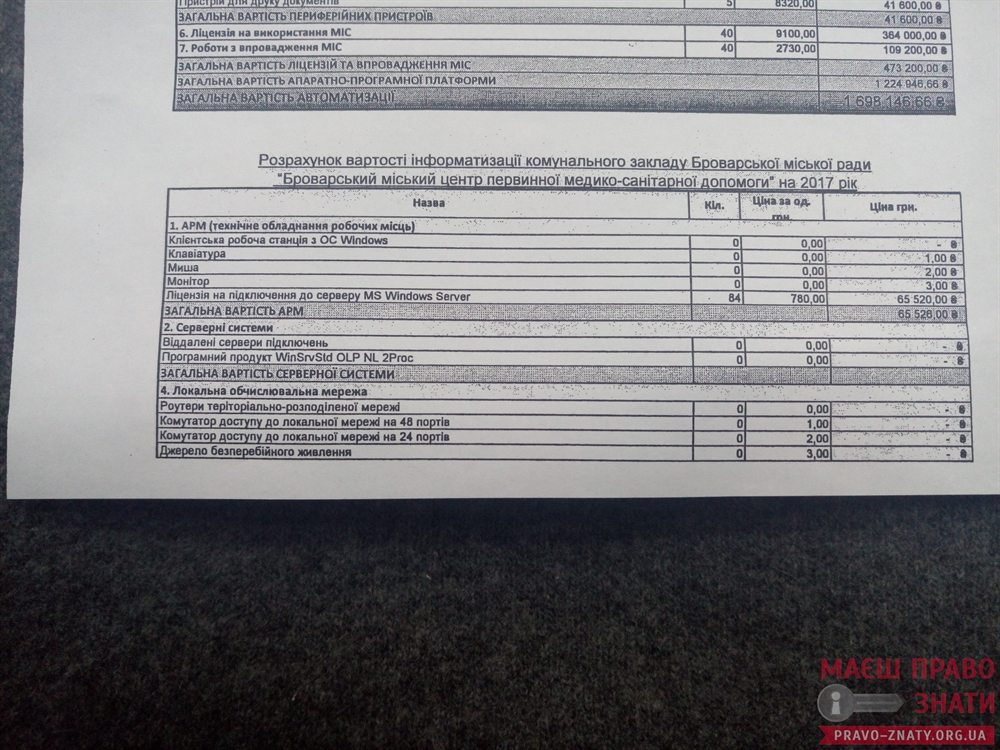 Пристрій для друку документів 5 8320,00 41 600,00 ₴
ЗАГАЛЬНА ВАРТІСТЬ ПЕРИФЕРІЙНИХ ПРИСТРОЇВ 41 600,00 ₴
6. Ліцензія на використання МІС 40 9100,00 364 000,00 ₴
7. Роботи з впровадження МІС 40 2730,00 109 200,00 ₴
ЗАГАЛЬНА ВАРТІСТЬ ЛІЦЕНЗІЙ ТА ВПРОВАДЖЕННЯ МІС 473 200,00 ₴
ЗАГАЛЬНА ВАРТІСТЬ АПАРАТНО-ПРОГРАМНОЇ ПЛАТФОРМИ 1 224 946,66 ₴
ЗАГАЛЬНА ВАРТІСТЬ АВТОМАТИЗАЦІЇ 1 698 146,66 ₴
Розрахунок вартості інформатизації комунального закладу Броварської міської ради
"Броварський міський центр первинної медико-санітарної допомоги" на 2017 рік
Назва Кіл. Ціна за од. грн. Ціна грн.
1. АРМ (технічне обладнання робочих місць)
Клієнтська робоча станція з ОС Windows 0 0,00 - ₴
Клавіатура 0 0,00 1,00 ₴
Миша 0 0,00 2,00 ₴
Монітор 0 0,00 3,00 ₴
Ліцензія на підключення до серверу MS Windows Server 84 780,00 65 520,00 ₴
ЗАГАЛЬНА ВАРТІСТЬ АРМ 65 526,00 ₴
2. Серверні системи
Віддалені сервери підключень 0 0,00 - ₴
Програмний продукт WinSrvStd OLP NL 2Proc 0 0,00 - ₴
ЗАГАЛЬНА ВАРТІСТЬ СЕРВЕРНОЇ СИСТЕМИ
4. Локальна обчислювальна мережа
Роутери теріторіально-розподіленої мережі 0 0,00 - ₴
Комутатор доступу до локальної мережі на 48 портів 0 1,00 - ₴
Комутатор доступу до локальної мережі на 24 портів 0 2,00 - ₴
Джерело безперебійного живлення 0 3,00 - ₴
МАЄШ ПРАВО
ЗНАТИ
PRAVO-ZNATY.ORG.UA